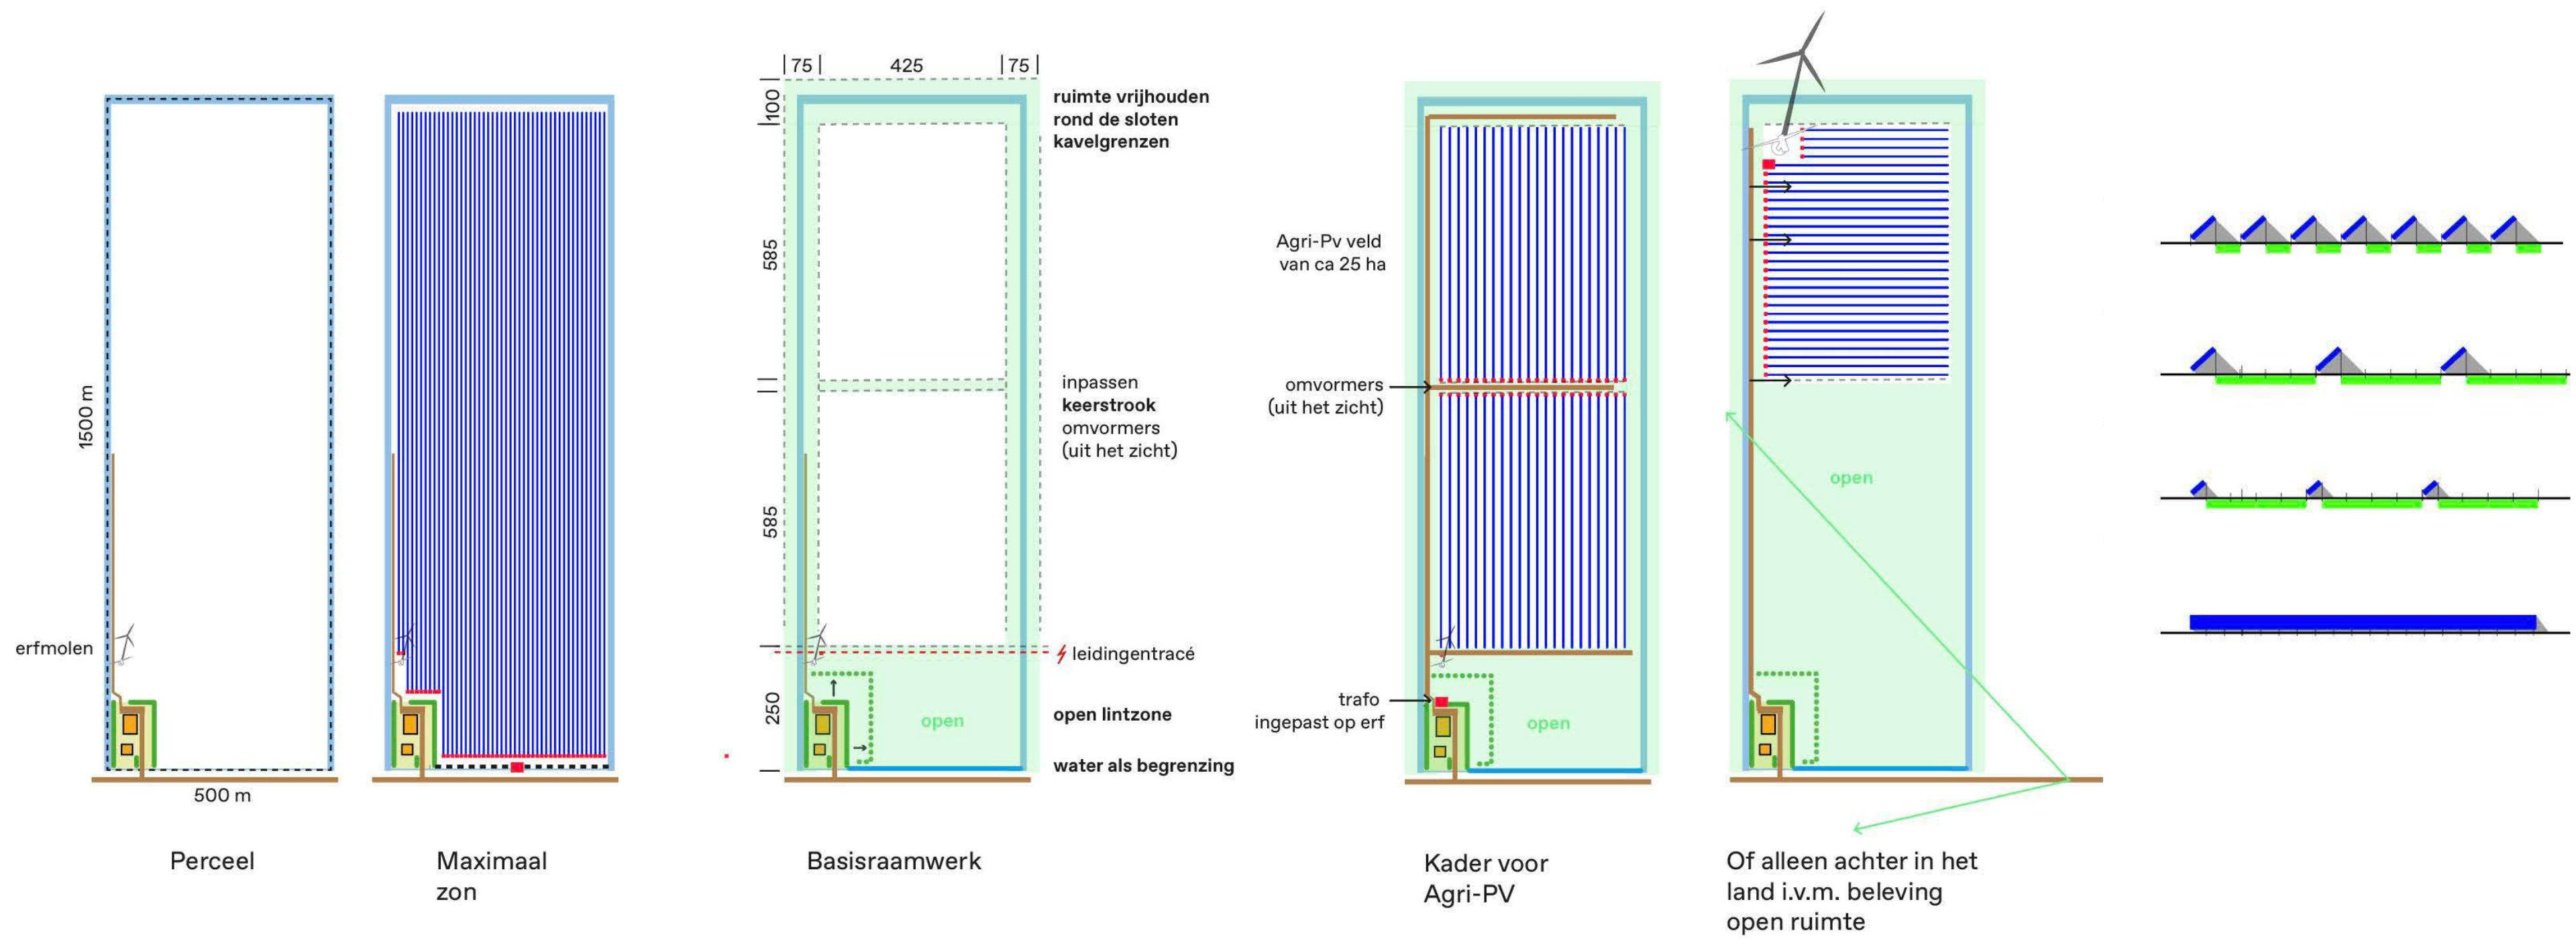 1500 m
erfmolen
500 m
Perceel
Maximaal
zon
75
425
75
100
585
585
250
ruimte vrijhouden
rond de sloten
kavelgrenzen
inpassen
keerstrook
omvormers
(uit het zicht)
leidingentracé
open lintzone
open
water als begrenzing
Basisraamwerk
Agri-Pv veld
van ca 25 ha
omvormers
(uit het zicht)
trafo
ingepast op erf
open
Kader voor
Agri-PV
open
Of alleen achter in het
land i.v.m. beleving
open ruimte